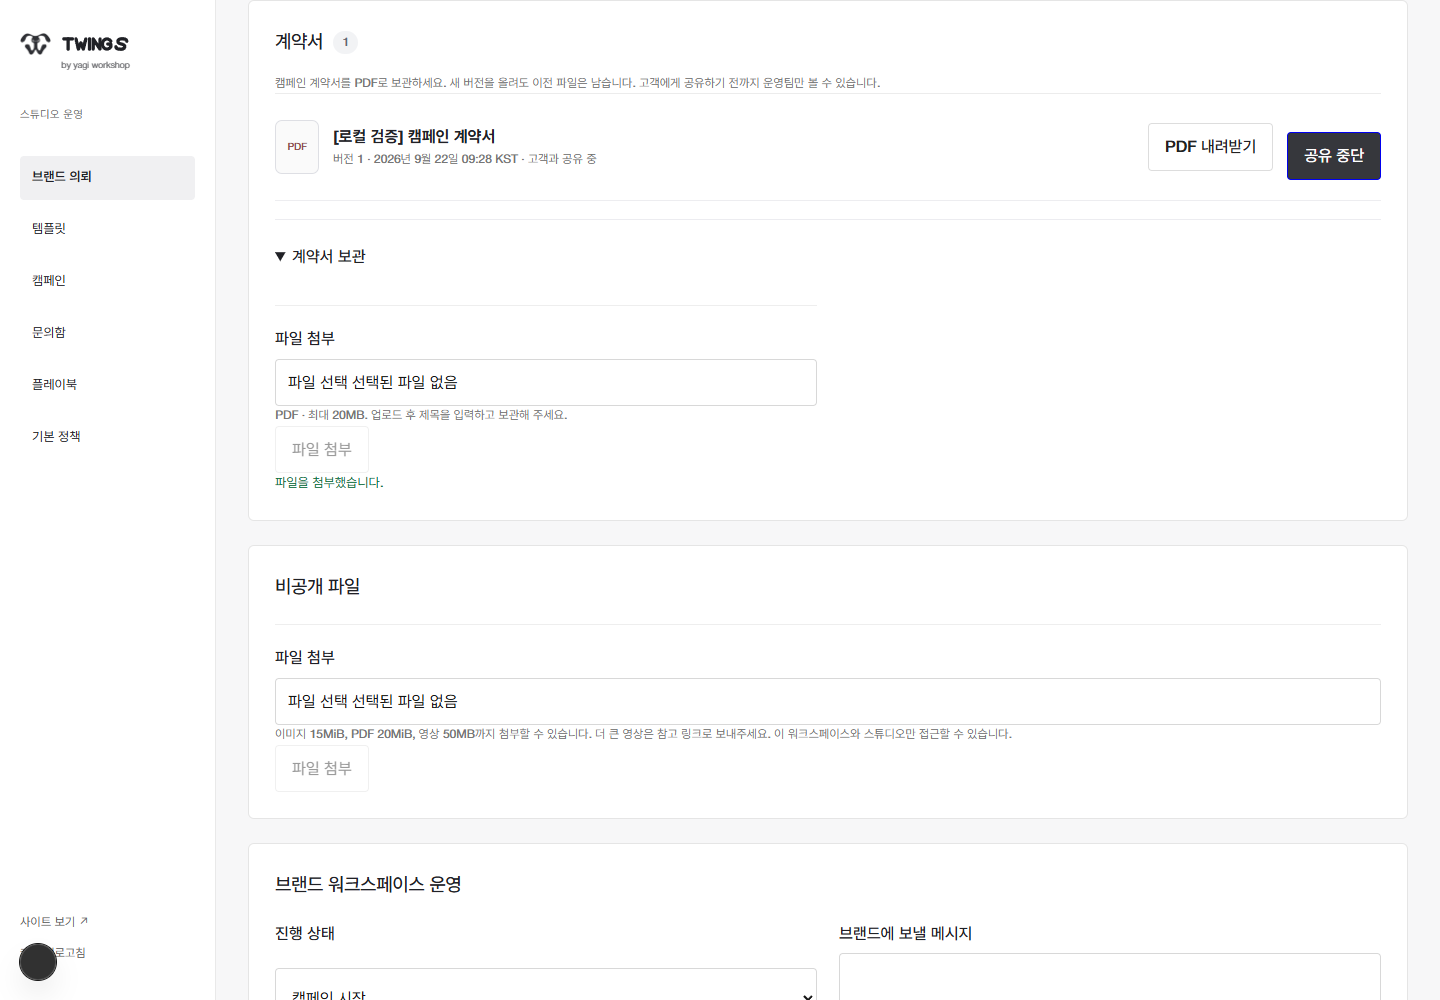 TWINGS
by yagi workshop
스튜디오 운영
브랜드 의뢰
템플릿
캠페인
문의함
플레이북
기본 정책
사이트 보기 ↗
로고침
계약서 1
캠페인 계약서를 PDF로 보관하세요. 새 버전을 올려도 이전 파일은 남습니다. 고객에게 공유하기 전까지 운영팀만 볼 수 있습니다.
PDF
[로컬 검증] 캠페인 계약서
버전 1 · 2026년 9월 22일 09:28 KST · 고객과 공유 중
PDF 내려받기
공유 중단
▼ 계약서 보관
파일 첨부
파일 선택 선택된 파일 없음
PDF · 최대 20MB. 업로드 후 제목을 입력하고 보관해 주세요.
파일 첨부
파일을 첨부했습니다.
비공개 파일
파일 첨부
파일 선택 선택된 파일 없음
이미지 15MiB, PDF 20MiB, 영상 50MB까지 첨부할 수 있습니다. 더 큰 영상은 참고 링크로 보내주세요. 이 워크스페이스와 스튜디오만 접근할 수 있습니다.
파일 첨부
브랜드 워크스페이스 운영
진행 상태
캠페인 시작
브랜드에 보낼 메시지